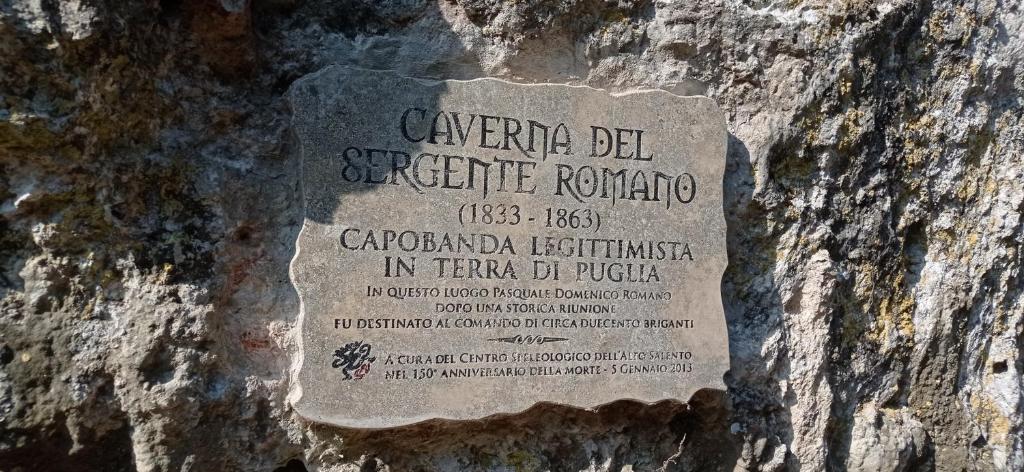 CAVERNA DEL
SERGENTE ROMANO
(1833 - 1863)
CAPOBANDA LEGITTIMISTA
IN TERRA DI PUGLIA
IN QUESTO LUOGO PASQUALE DOMENICO ROMANO
DOPO UNA STORICA RIUNIONE
FU DESTINATO AL COMANDO DI CIRCA DUECENTO BRIGANTI
A CURA DEL CENTRO SPELEOLOGICO DELL'ALTO SALENTO
NEL 150° ANNIVERSARIO DELLA MORTE - 5 GENNAIO 2013